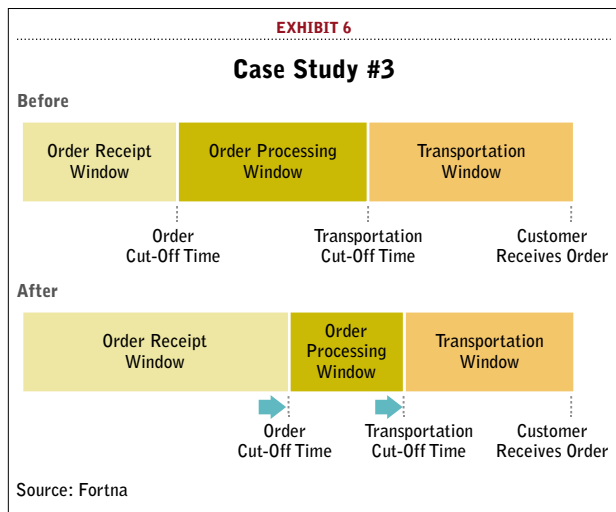 EXHIBIT 6
Case Study #3
Before
Order Receipt
Window
Order Processing
Window
Transportation
Window
Order
Cut-Off Time
Transportation
Cut-Off Time
Customer
Receives Order
After
Order Receipt
Window
Order
Processing
Window
Transportation
Window
Order
Cut-Off Time
Transportation
Cut-Off Time
Customer
Receives Order
Source: Fortna